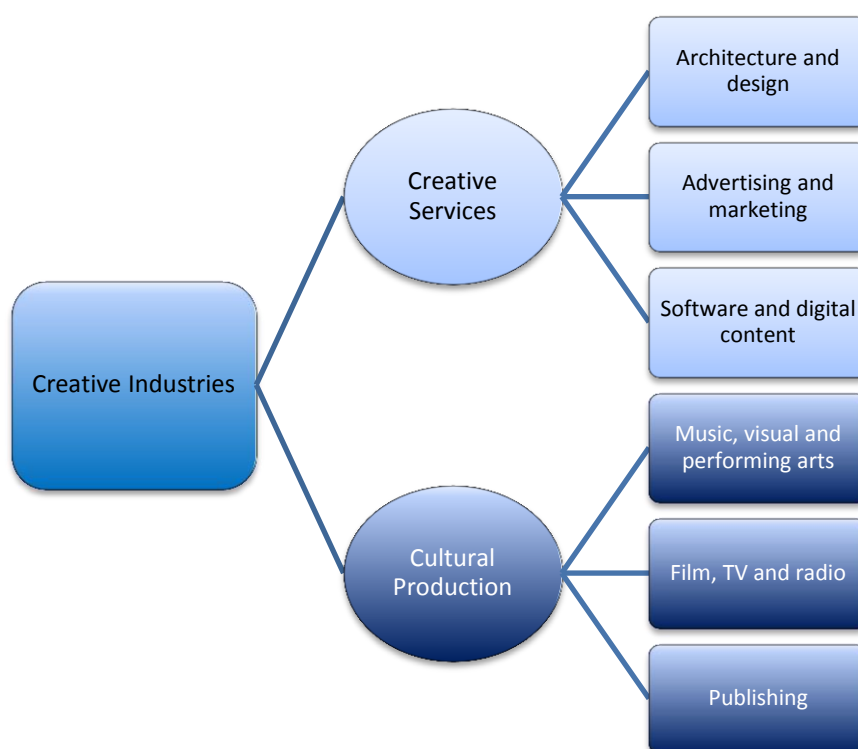 Creative Industries
Creative
Services
Architecture and
design
Advertising and
marketing
Software and digital
content
Cultural
Production
Music, visual and
performing arts
Film, TV and radio
Publishing